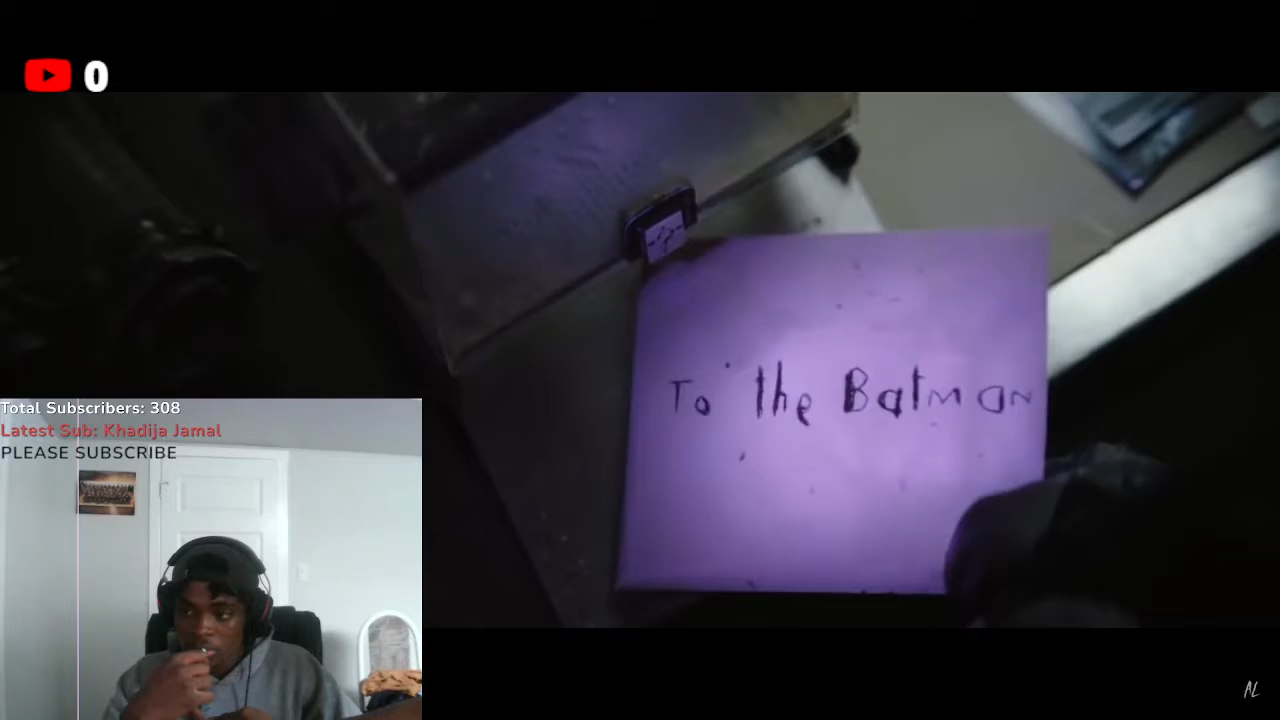 0
?
To the Batman
Total Subscribers: 308
Latest Sub: Khadija Jamal
PLEASE SUBSCRIBE
AL